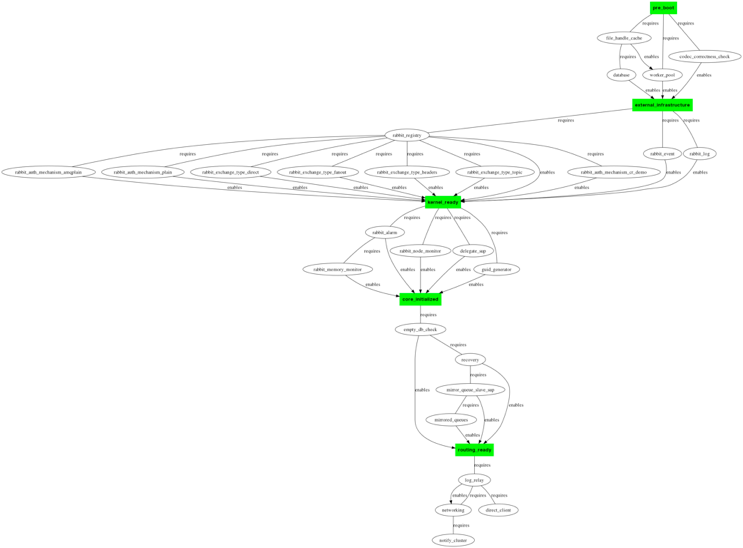 pre_boot
requires
file_handle_cache
requires
requires
codec_correctness_check
requires
enables
database
worker_pool
enables
enables
enables
external_infrastructure
requires
requires
requires
rabbit_registry
requires
requires
requires
requires
requires
requires
requires
rabbit_event
rabbit_log
rabbit_auth_mechanism_amqplain
rabbit_auth_mechanism_plain
rabbit_exchange_type_direct
rabbit_exchange_type_fanout
rabbit_exchange_type_headers
rabbit_exchange_type_topic
enables
rabbit_auth_mechanism_cr_demo
enables
enables
enables
enables
enables
enables
enables
enables
enables
enables
kernel_ready
requires
requires
requires
rabbit_alarm
requires
requires
rabbit_node_monitor
delegate_sup
rabbit_memory_monitor
enables
guid_generator
enables
enables
enables
enables
core_initialized
requires
empty_db_check
requires
recovery
requires
enables
mirror_queue_slave_sup
requires
enables
mirrored_queues
enables
enables
routing_ready
requires
log_relay
enables
requires
requires
networking
direct_client
requires
notify_cluster